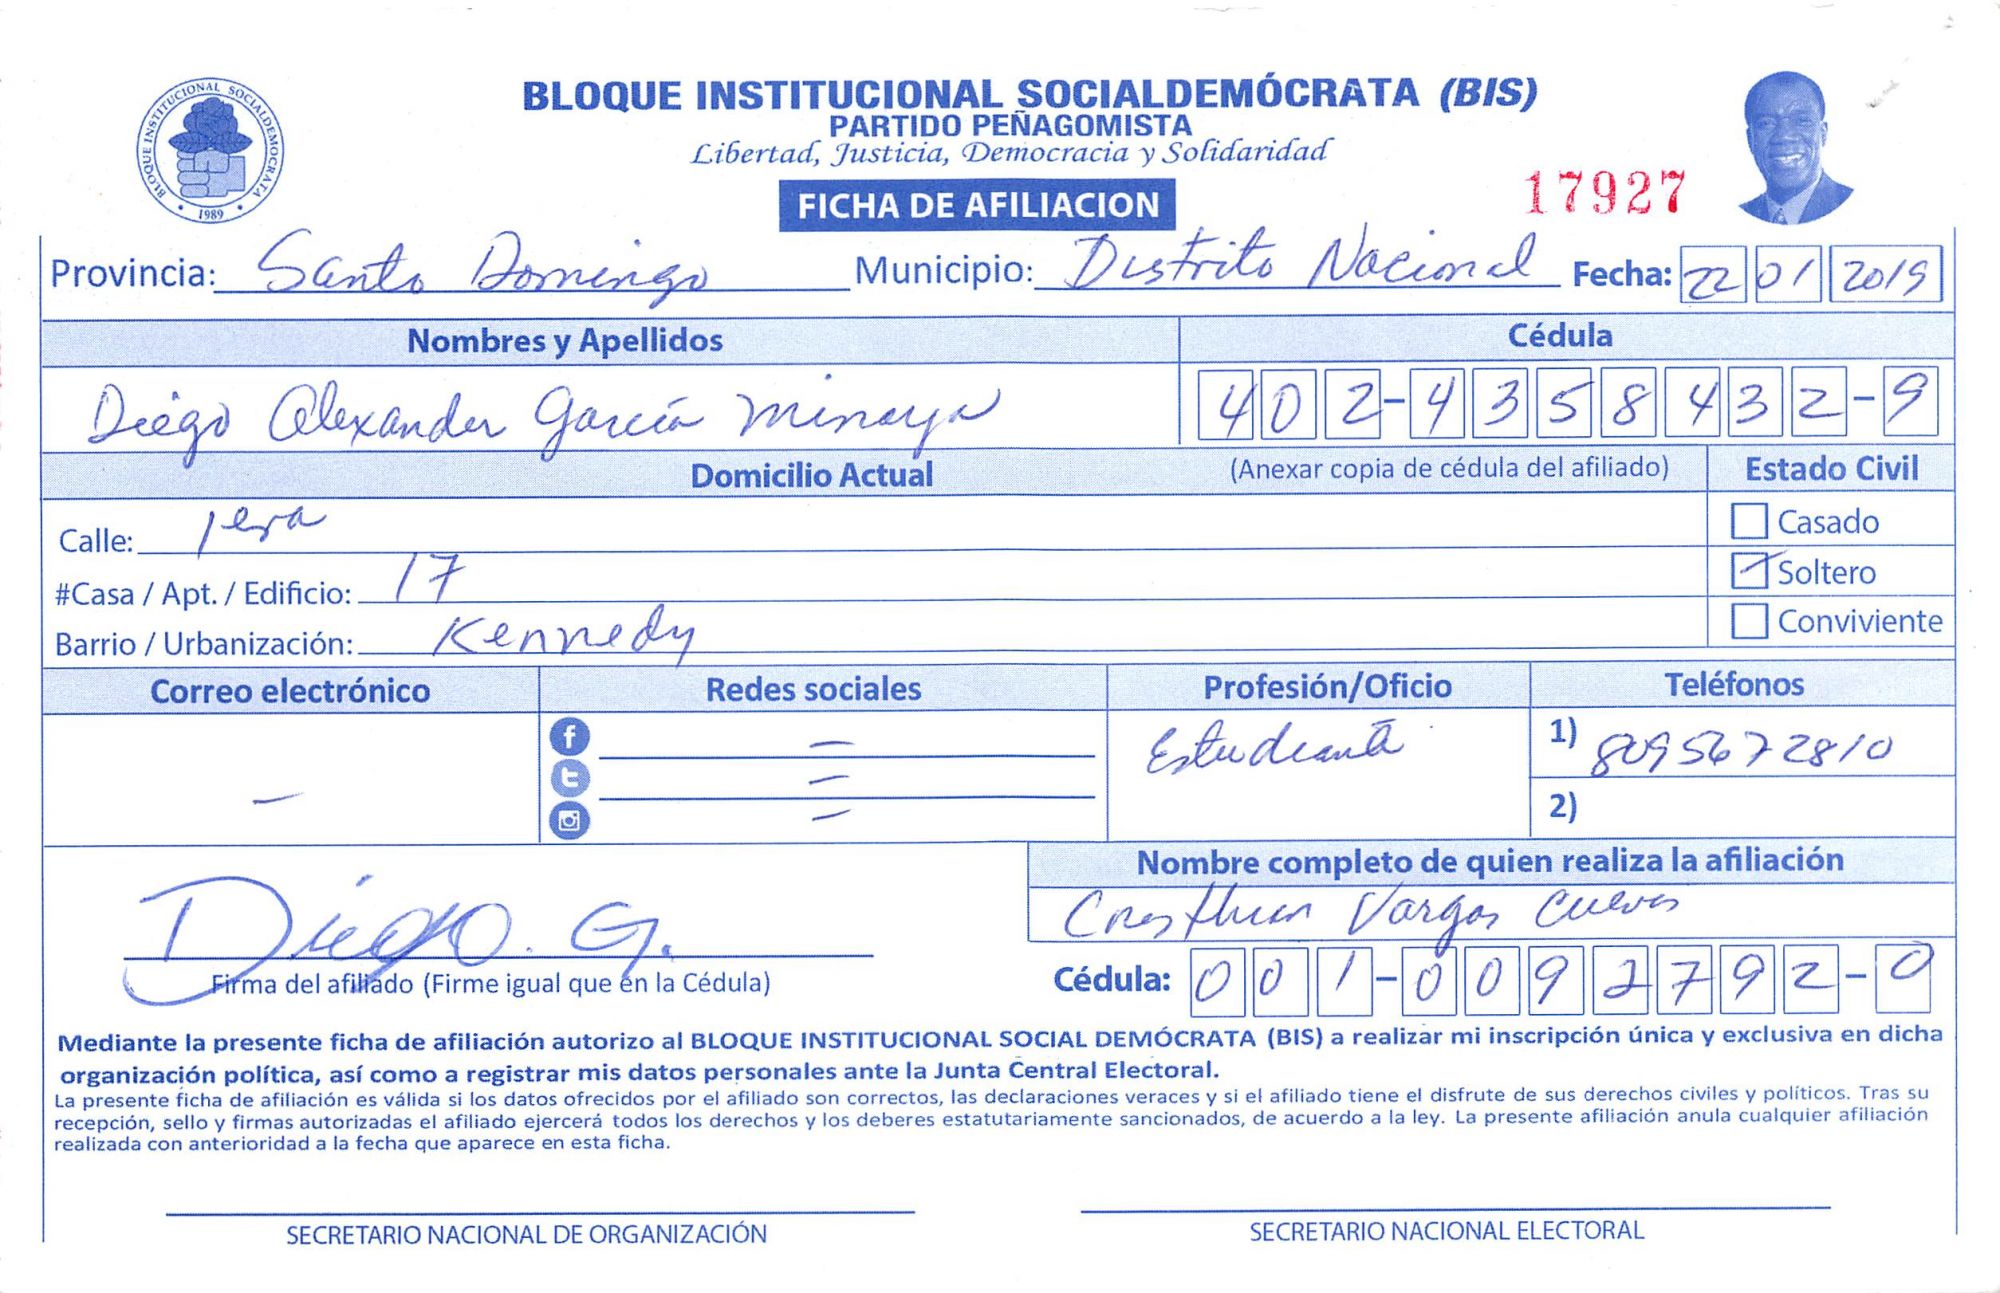 BLOQUE INSTITUCIONAL SOCIALDEMOCRATA
1989
BLOQUE INSTITUCIONAL SOCIALDEMÓCRATA (BIS)
PARTIDO PEÑAGOMISTA
Libertad, Justicia, Democracia y Solidaridad
FICHA DE AFILIACION
17927
Provincia: Santo Domingo Municipio: Distrito Nacional Fecha: 22 01 2019
Nombres y Apellidos Cédula
Diego Alexander García Minaya 402-4358432-9
Domicilio Actual (Anexar copia de cédula del afiliado) Estado Civil
Calle: 1era
Casado
#Casa / Apt. / Edificio: 17
Soltero
Barrio / Urbanización: Kennedy
Conviviente
Correo electrónico Redes sociales Profesión/Oficio Teléfonos
– – – – Estudiante 1) 8095672810
2)
Nombre completo de quien realiza la afiliación
Vargas Cuevas
Diego. G.
Firma del afiliado (Firme igual que en la Cédula)
Cédula: 001-0092792-0
Mediante la presente ficha de afiliación autorizo al BLOQUE INSTITUCIONAL SOCIAL DEMÓCRATA (BIS) a realizar mi inscripción única y exclusiva en dicha
organización política, así como a registrar mis datos personales ante la Junta Central Electoral.
La presente ficha de afiliación es válida si los datos ofrecidos por el afiliado son correctos, las declaraciones veraces y si el afiliado tiene el disfrute de sus derechos civiles y políticos. Tras su
recepción, sello y firmas autorizadas el afiliado ejercerá todos los derechos y los deberes estatutariamente sancionados, de acuerdo a la ley. La presente afiliación anula cualquier afiliación
realizada con anterioridad a la fecha que aparece en esta ficha.
SECRETARIO NACIONAL DE ORGANIZACIÓN SECRETARIO NACIONAL ELECTORAL